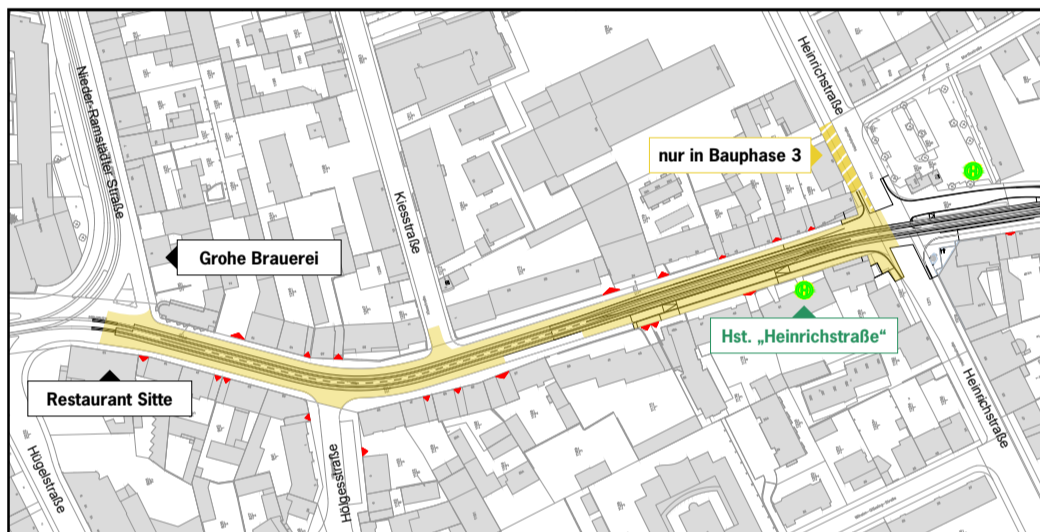 Heinrichstraße
Nieder-Ramstädter Straße
nur in Bauphase 3
Kiesstraße
Grohe Brauerei
Hst. „Heinrichstraße“
Restaurant Sitte
Heinrichstraße
Hügelstraße
Hölgesstraße